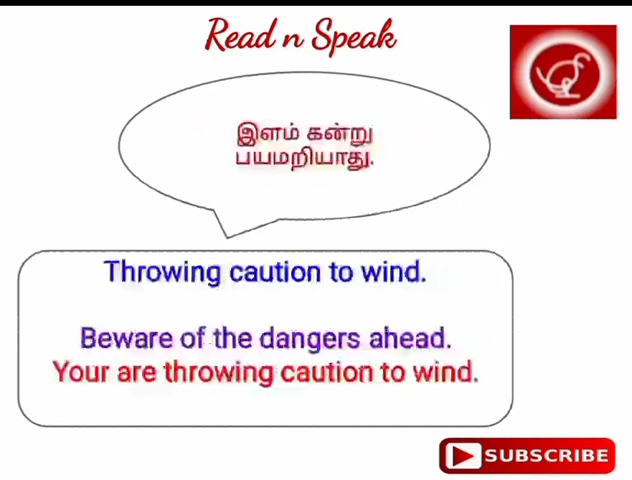 Read n Speak
இளம் கன்று
பயமறியாது.
Throwing caution to wind.
Beware of the dangers ahead.
Your are throwing caution to wind.
SUBSCRIBE